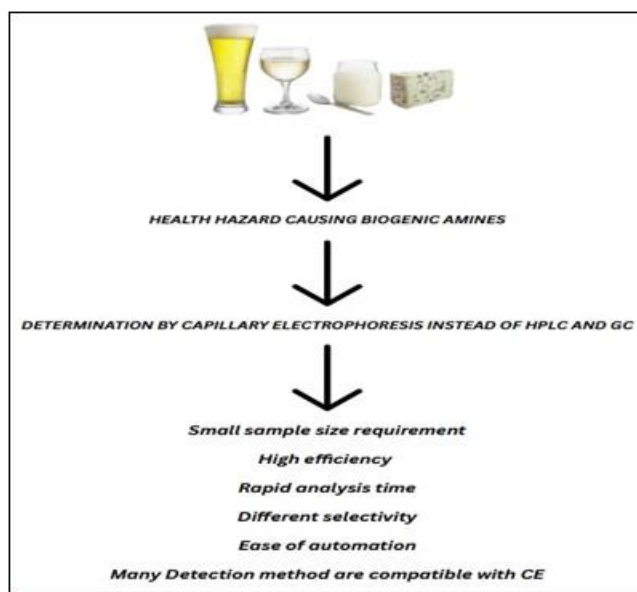 HEALTH HAZARD CAUSING BIOGENIC AMINES
DETERMINATION BY CAPILLARY ELECTROPHORESIS INSTEAD OF HPLC AND GC
Small sample size requirement
High efficiency
Rapid analysis time
Different selectivity
Ease of automation
Many Detection method are compatible with CE